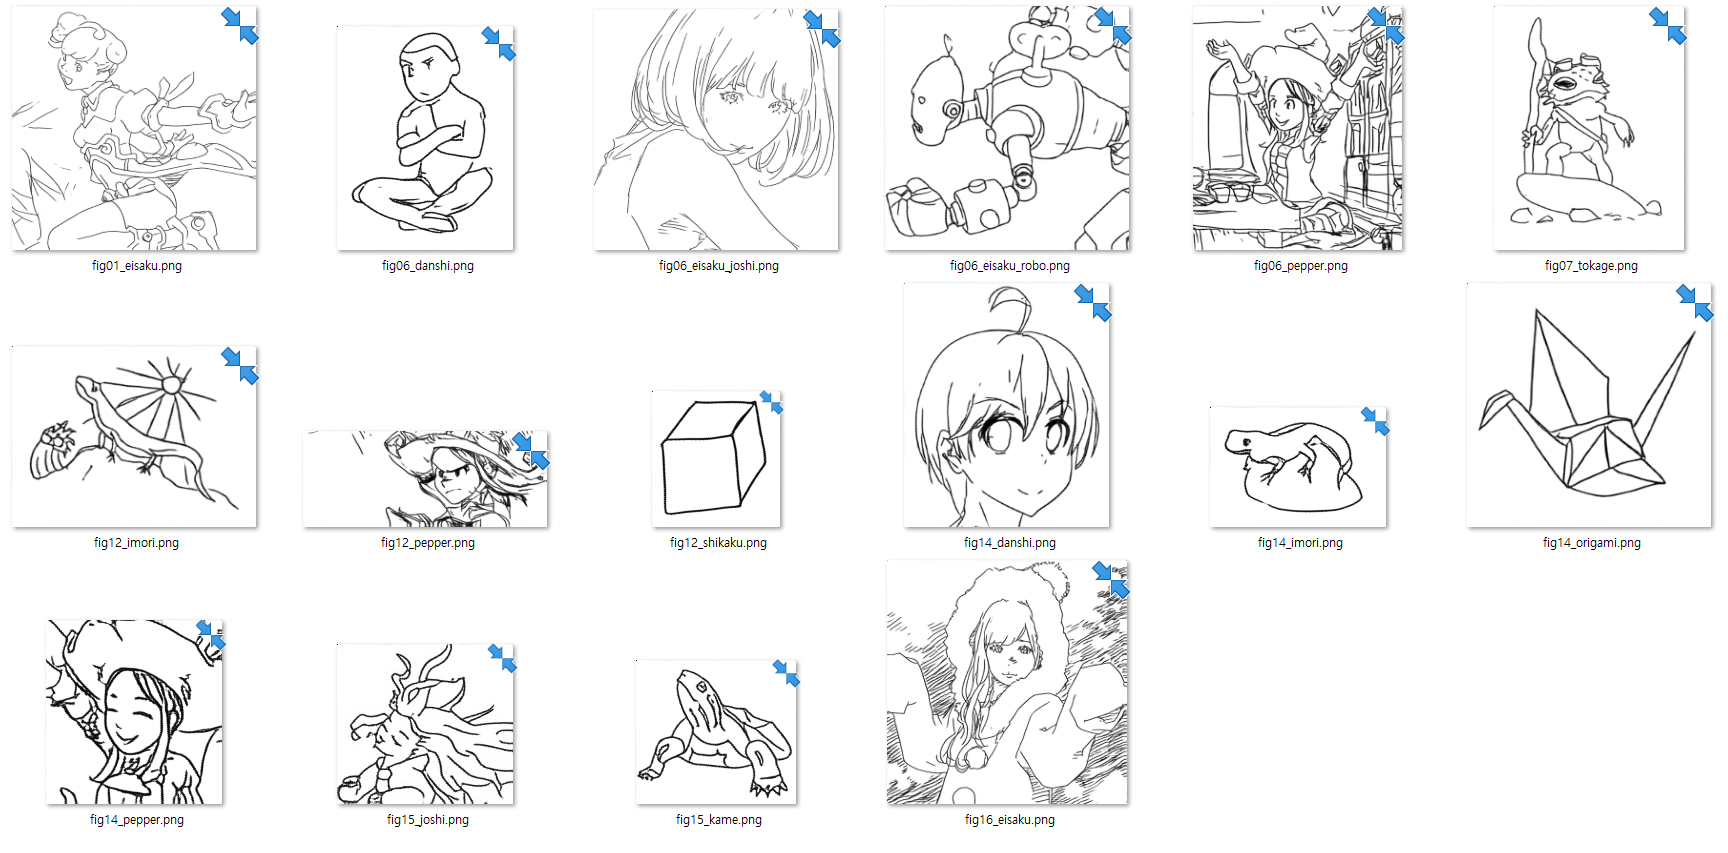 fig01_eisaku.png
fig06_danshi.png
fig06_eisaku_joshi.png
fig06_eisaku_robo.png
fig06_pepper.png
fig07_tokage.png
fig12_imori.png
fig12_pepper.png
fig12_shikaku.png
fig14_danshi.png
fig14_imori.png
fig14_origami.png
fig14_pepper.png
fig15_joshi.png
fig15_kame.png
fig16_eisaku.png